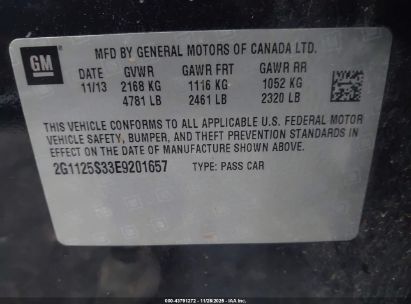 GM
MFD BY GENERAL MOTORS OF CANADA LTD.
DATE GVWR GAWR FRT GAWR RR
11/13 2168 KG 1116 KG 1052 KG
4781 LB 2461 LB 2320 LB
THIS VEHICLE CONFORMS TO ALL APPLICABLE U.S. FEDERAL MOTOR
VEHICLE SAFETY, BUMPER, AND THEFT PREVENTION STANDARDS IN
EFFECT ON THE DATE OF MANUFACTURE SHOWN ABOVE.
2G1125S33E9201657 TYPE: PASS CAR
000-43791272 - 11/28/2025 - IAAI.COM